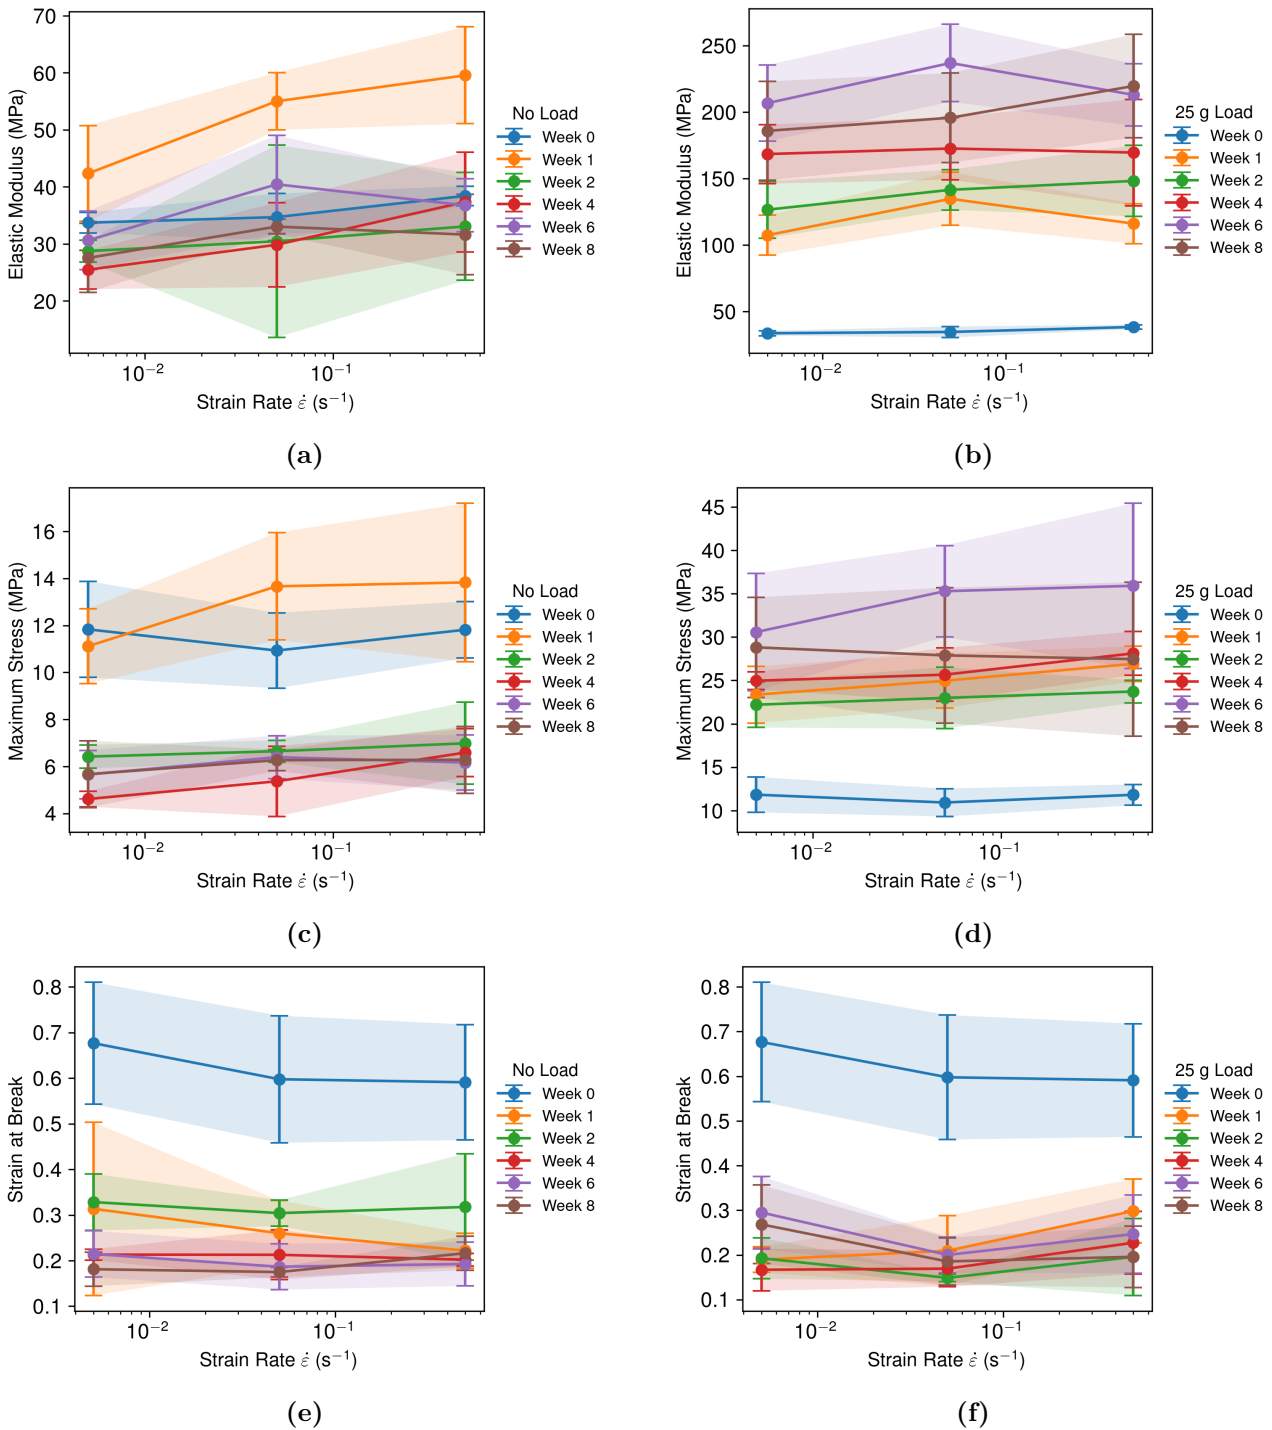 70
60
50
40
30
20
Elastic Modulus (MPa)
10⁻²
10⁻¹
Strain Rate ε̇ (s⁻¹)
No Load
Week 0
Week 1
Week 2
Week 4
Week 6
Week 8
(a)
250
200
150
100
50
Elastic Modulus (MPa)
10⁻²
10⁻¹
Strain Rate ε̇ (s⁻¹)
25 g Load
Week 0
Week 1
Week 2
Week 4
Week 6
Week 8
(b)
16
14
12
10
8
6
4
Maximum Stress (MPa)
10⁻²
10⁻¹
Strain Rate ε̇ (s⁻¹)
No Load
Week 0
Week 1
Week 2
Week 4
Week 6
Week 8
(c)
45
40
35
30
25
20
15
10
Maximum Stress (MPa)
10⁻²
10⁻¹
Strain Rate ε̇ (s⁻¹)
25 g Load
Week 0
Week 1
Week 2
Week 4
Week 6
Week 8
(d)
0.8
0.7
0.6
0.5
0.4
0.3
0.2
0.1
Strain at Break
10⁻²
10⁻¹
Strain Rate ε̇ (s⁻¹)
No Load
Week 0
Week 1
Week 2
Week 4
Week 6
Week 8
(e)
0.8
0.7
0.6
0.5
0.4
0.3
0.2
0.1
Strain at Break
10⁻²
10⁻¹
Strain Rate ε̇ (s⁻¹)
25 g Load
Week 0
Week 1
Week 2
Week 4
Week 6
Week 8
(f)